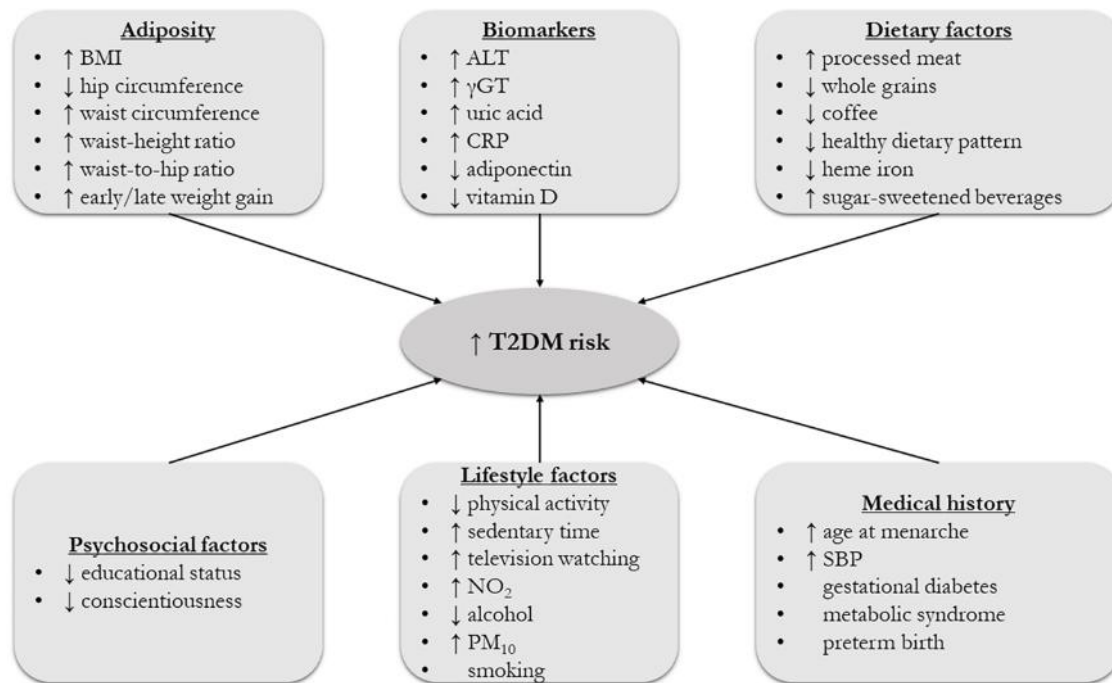 Adiposity
• ↑ BMI
• ↓ hip circumference
• ↑ waist circumference
• ↑ waist-height ratio
• ↑ waist-to-hip ratio
• ↑ early/late weight gain
Biomarkers
• ↑ ALT
• ↑ γGT
• ↑ uric acid
• ↑ CRP
• ↓ adiponectin
• ↓ vitamin D
Dietary factors
• ↑ processed meat
• ↓ whole grains
• ↓ coffee
• ↓ healthy dietary pattern
• ↓ heme iron
• ↑ sugar-sweetened beverages
↑ T2DM risk
Psychosocial factors
• ↓ educational status
• ↓ conscientiousness
Lifestyle factors
• ↓ physical activity
• ↑ sedentary time
• ↑ television watching
• ↑ NO₂
• ↓ alcohol
• ↑ PM₁₀
• smoking
Medical history
• ↑ age at menarche
• ↑ SBP
• gestational diabetes
• metabolic syndrome
• preterm birth